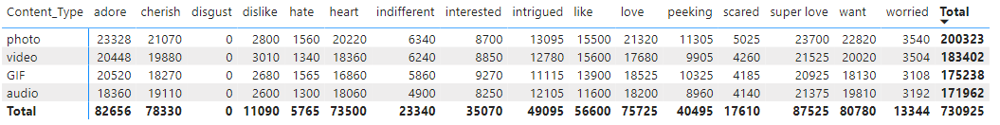 Content_Type adore cherish disgust dislike hate heart indifferent interested intrigued like love peeking scared super love want worried Total
photo 23328 21070 0 2800 1560 20220 6340 8700 13095 15500 21320 11305 5025 23700 22820 3540 200323
video 20448 19880 0 3010 1340 18360 6240 8850 12780 15600 17680 9905 4260 21525 20020 3504 183402
GIF 20520 18270 0 2680 1565 16860 5860 9270 11115 13900 18525 10325 4185 20925 18130 3108 175238
audio 18360 19110 0 2600 1300 18060 4900 8250 12105 11600 18200 8960 4140 21375 19810 3192 171962
Total 82656 78330 0 11090 5765 73500 23340 35070 49095 56600 75725 40495 17610 87525 80780 13344 730925